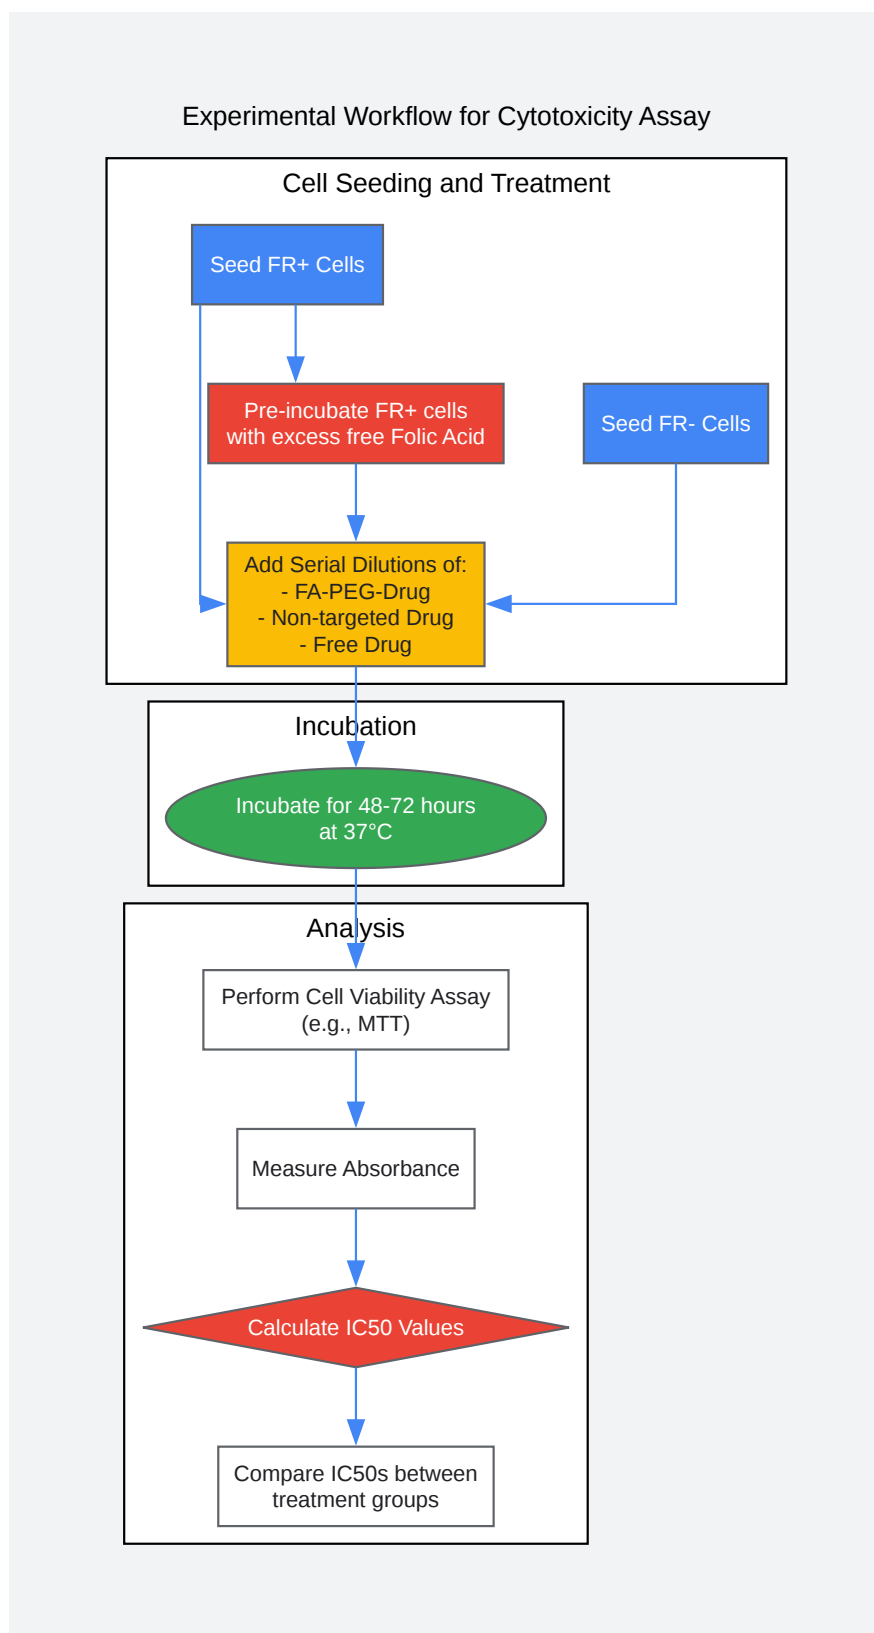 Experimental Workflow for Cytotoxicity Assay
Cell Seeding and Treatment
Seed FR+ Cells
Pre-incubate FR+ cells
with excess free Folic Acid
Seed FR- Cells
Add Serial Dilutions of:
- FA-PEG-Drug
- Non-targeted Drug
- Free Drug
Incubation
Incubate for 48-72 hours
at 37°C
Analysis
Perform Cell Viability Assay
(e.g., MTT)
Measure Absorbance
Calculate IC50 Values
Compare IC50s between
treatment groups